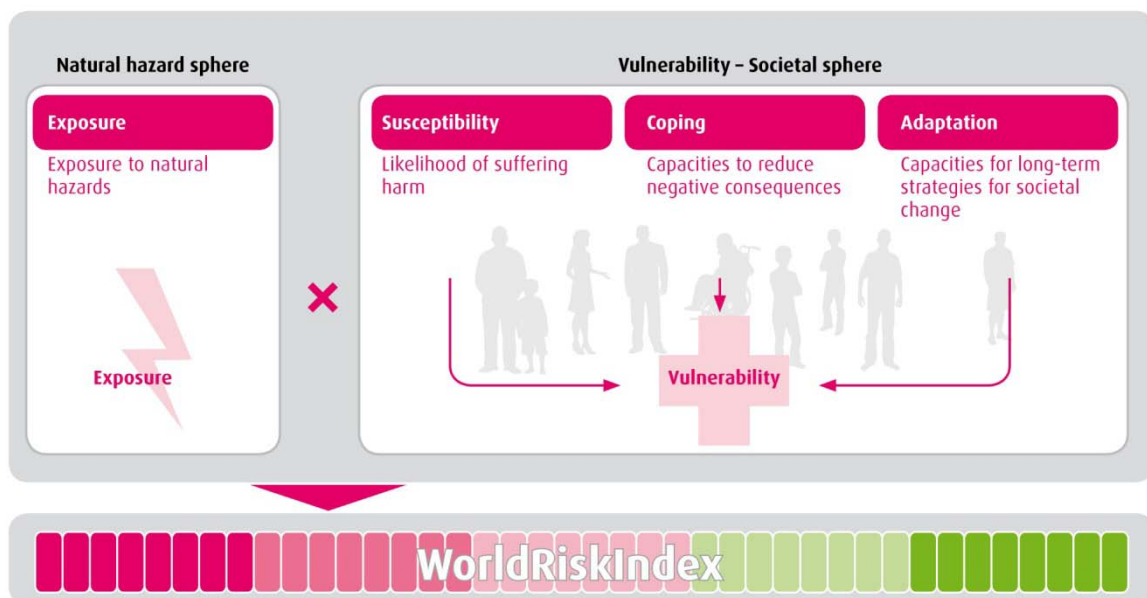 Natural hazard sphere
Vulnerability – Societal sphere
Exposure
Exposure to natural
hazards
Exposure
×
Susceptibility
Likelihood of suffering
harm
Coping
Capacities to reduce
negative consequences
Adaptation
Capacities for long-term
strategies for societal
change
Vulnerability
WorldRiskIndex